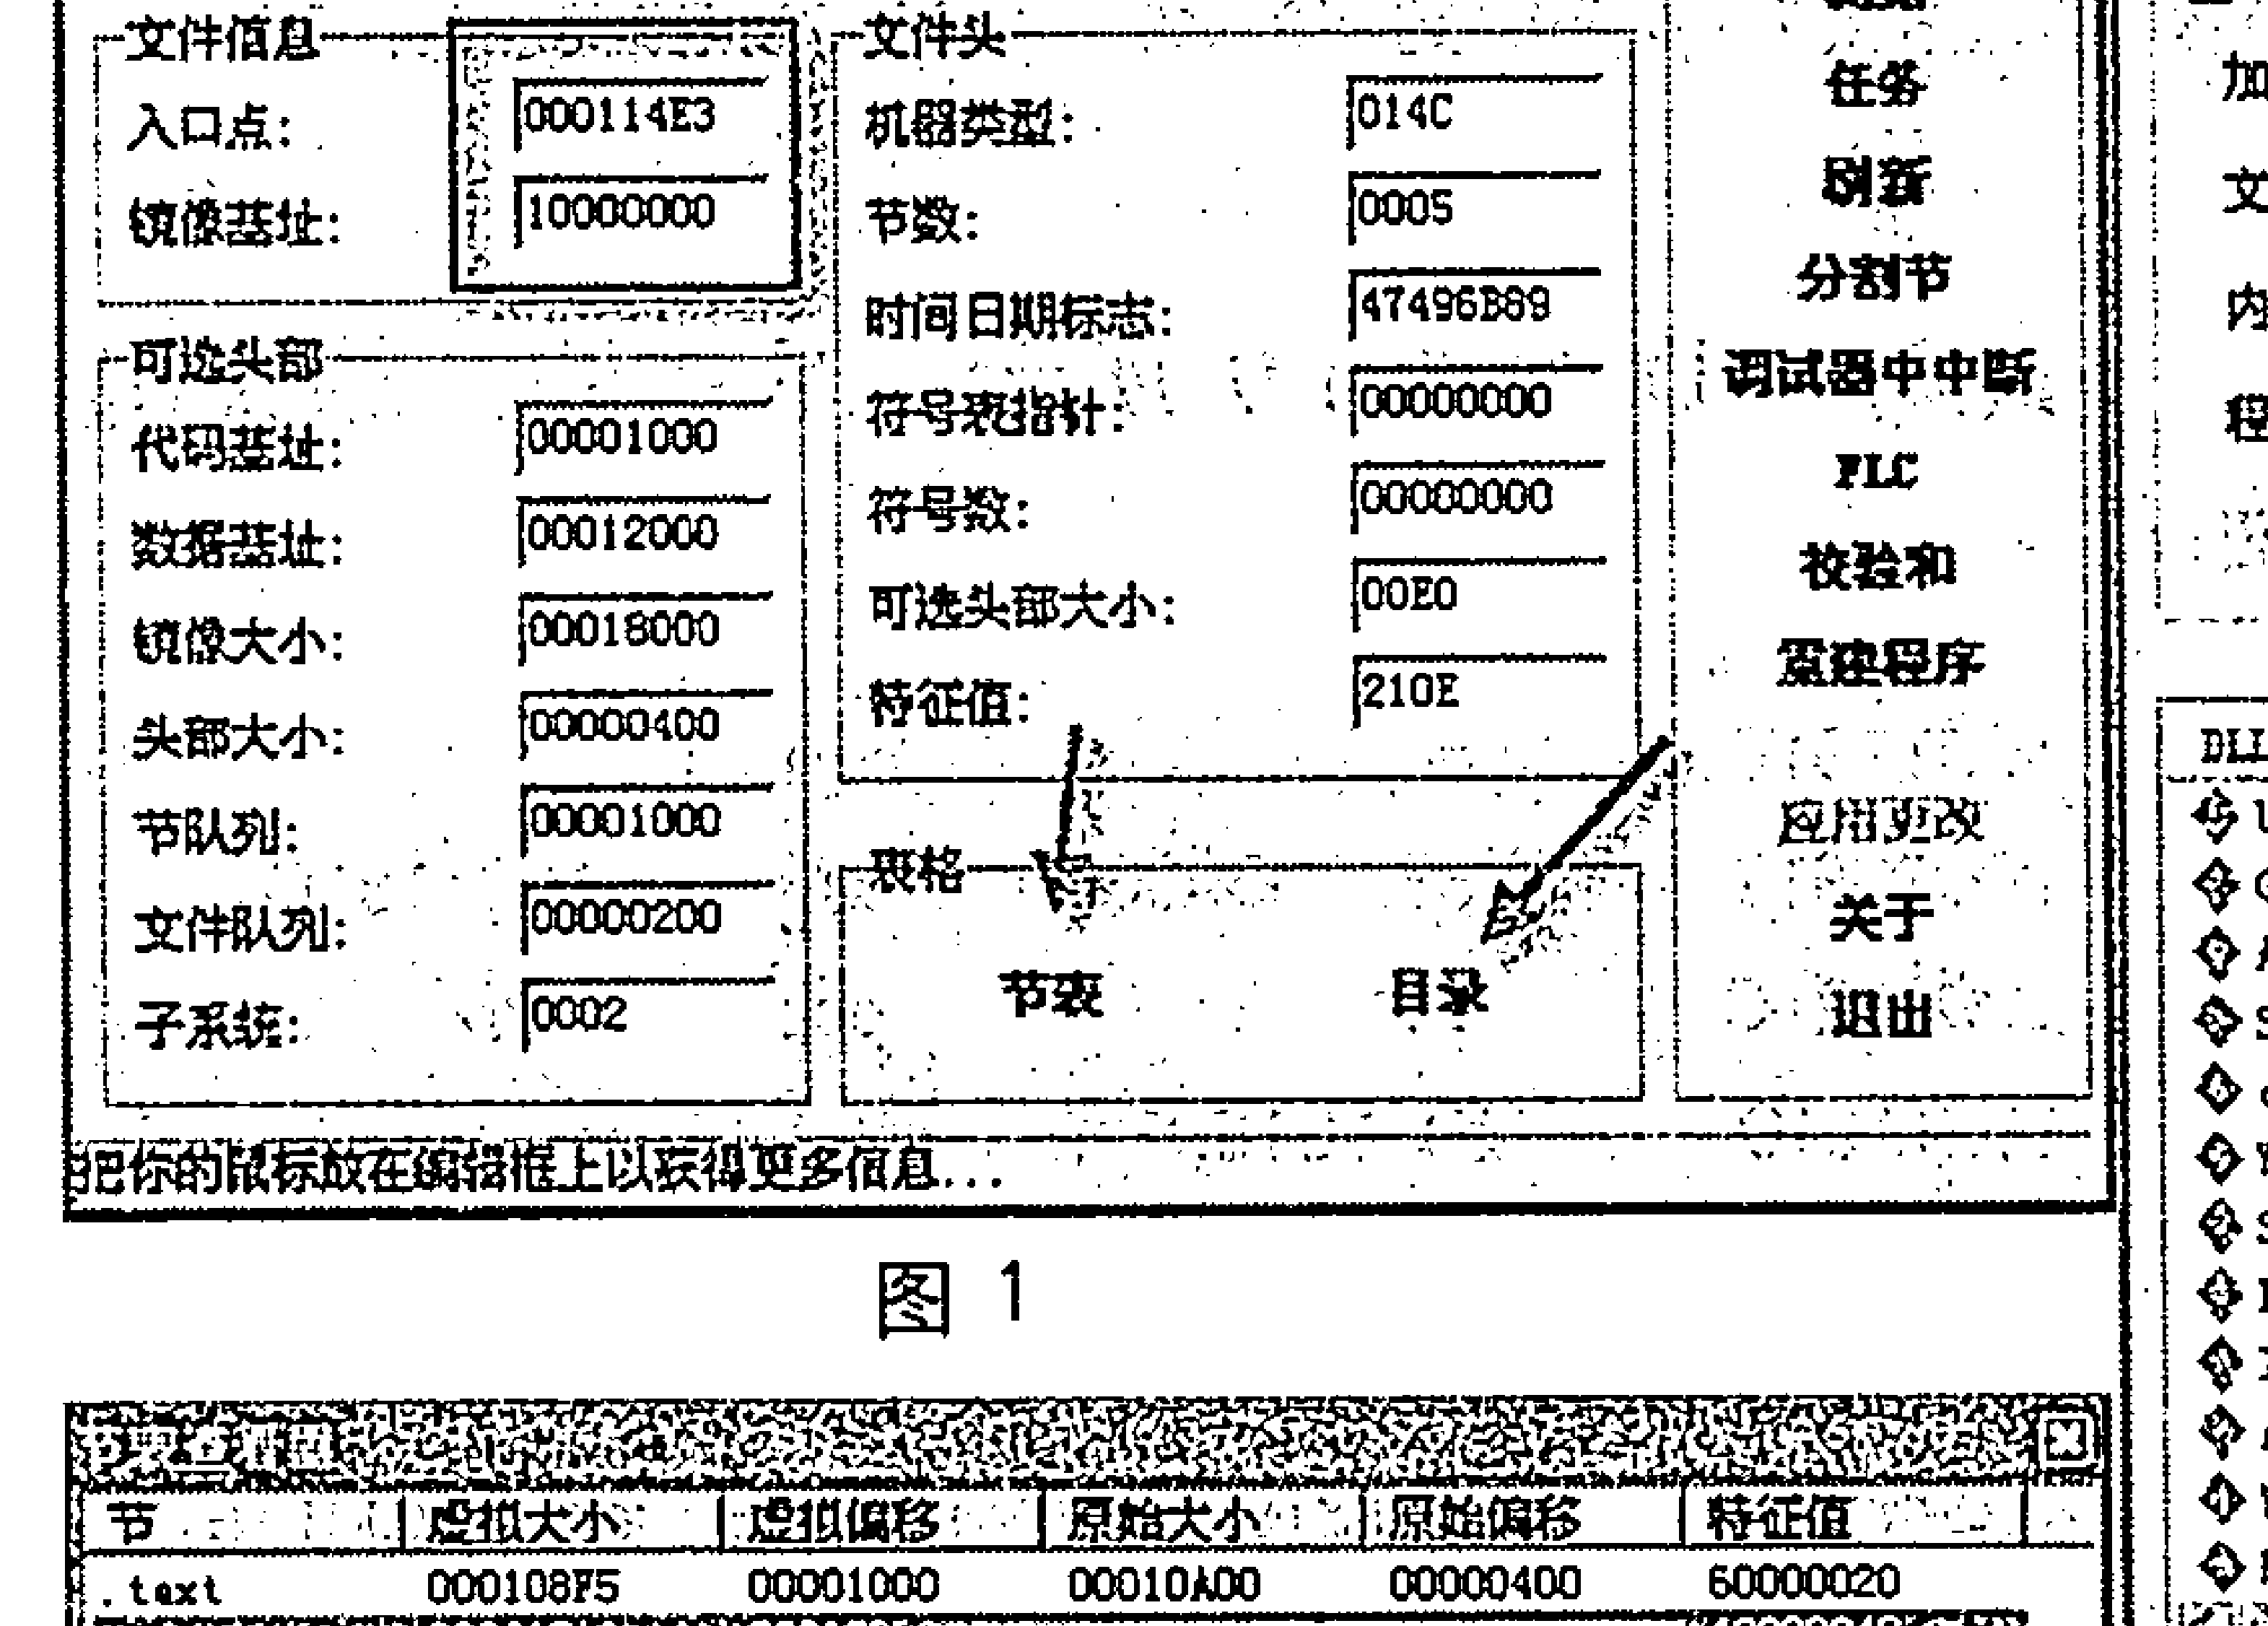 文件信息
入口点: 000114E3
镜像基址: 10000000
可选头部
代码基址: 00001000
数据基址: 00012000
镜像大小: 00018000
头部大小: 00000400
节队列: 00001000
文件队列: 00000200
子系统: 0002
文件头
机器类型: 014C
节数: 0005
时间日期标志: 47496B89
符号表指针: 00000000
符号数: 00000000
可选头部大小: 00E0
特征值: 210E
表格
节表 目录
任务
刷新
分割节
调试器中中断
FLC
校验和
重建程序
应用更改
关于
退出
把你的鼠标放在编辑框上以获得更多信息...
图 1
节 虚拟大小 虚拟偏移 原始大小 原始偏移 特征值
.text 000108F5 00001000 00010A00 00000400 60000020
加
文
内
程
DLL